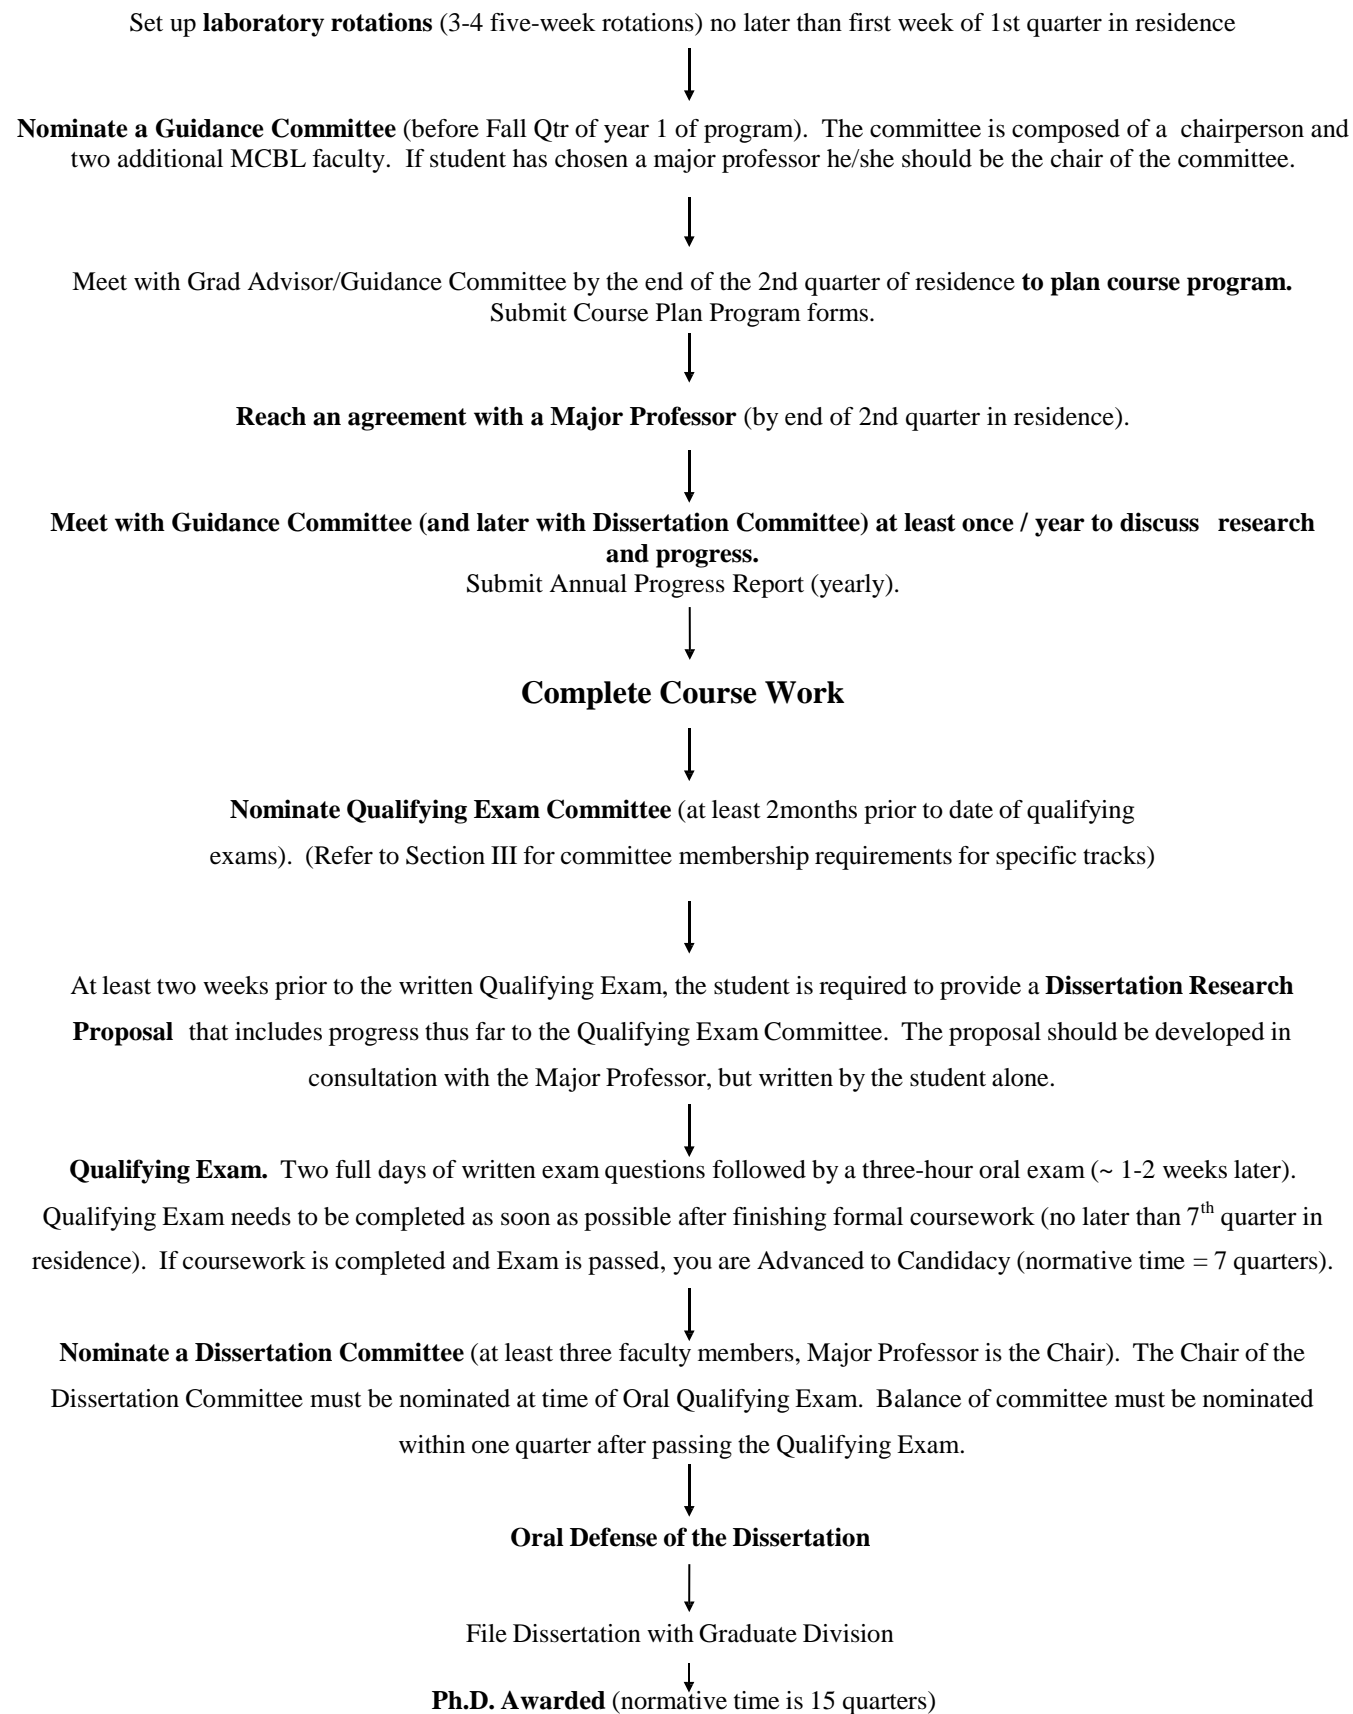 Set up laboratory rotations (3-4 five-week rotations) no later than first week of 1st quarter in residence
Nominate a Guidance Committee (before Fall Qtr of year 1 of program). The committee is composed of a chairperson and
two additional MCBL faculty. If student has chosen a major professor he/she should be the chair of the committee.
Meet with Grad Advisor/Guidance Committee by the end of the 2nd quarter of residence to plan course program.
Submit Course Plan Program forms.
Reach an agreement with a Major Professor (by end of 2nd quarter in residence).
Meet with Guidance Committee (and later with Dissertation Committee) at least once / year to discuss research
and progress.
Submit Annual Progress Report (yearly).
Complete Course Work
Nominate Qualifying Exam Committee (at least 2months prior to date of qualifying
exams). (Refer to Section III for committee membership requirements for specific tracks)
At least two weeks prior to the written Qualifying Exam, the student is required to provide a Dissertation Research
Proposal that includes progress thus far to the Qualifying Exam Committee. The proposal should be developed in
consultation with the Major Professor, but written by the student alone.
Qualifying Exam. Two full days of written exam questions followed by a three-hour oral exam (~ 1-2 weeks later).
Qualifying Exam needs to be completed as soon as possible after finishing formal coursework (no later than 7th quarter in
residence). If coursework is completed and Exam is passed, you are Advanced to Candidacy (normative time = 7 quarters).
Nominate a Dissertation Committee (at least three faculty members, Major Professor is the Chair). The Chair of the
Dissertation Committee must be nominated at time of Oral Qualifying Exam. Balance of committee must be nominated
within one quarter after passing the Qualifying Exam.
Oral Defense of the Dissertation
File Dissertation with Graduate Division
Ph.D. Awarded (normative time is 15 quarters)